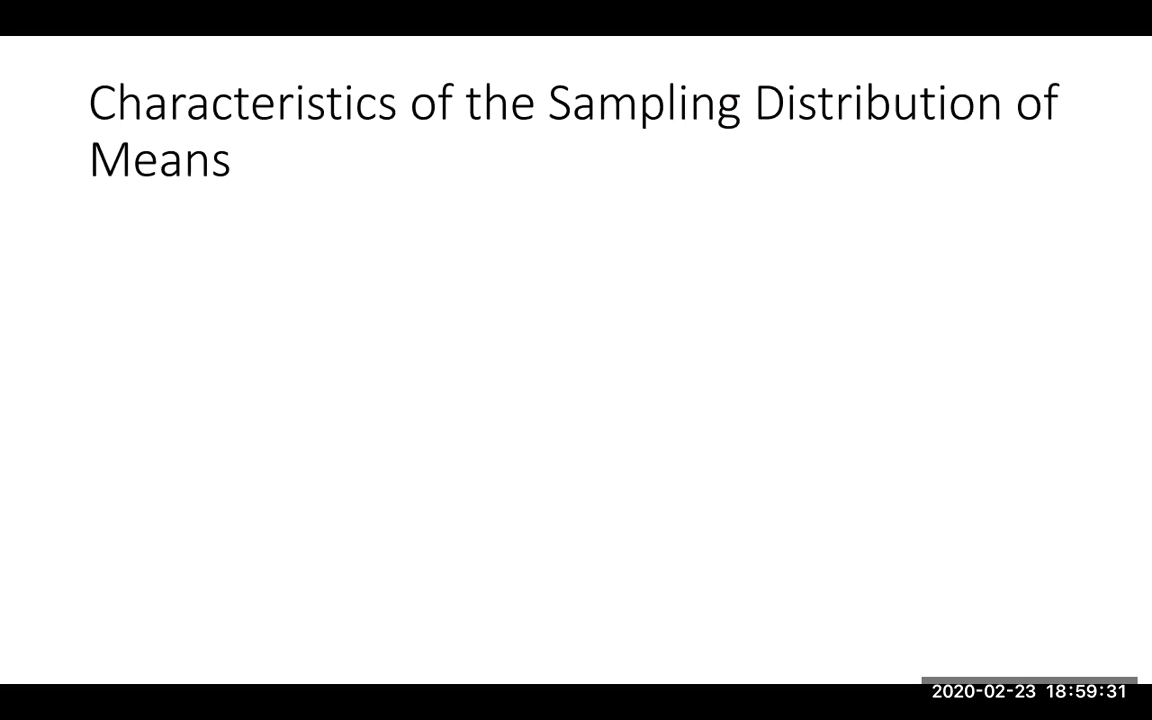 Characteristics of the Sampling Distribution of
Means
2020-02-23 18:59:31